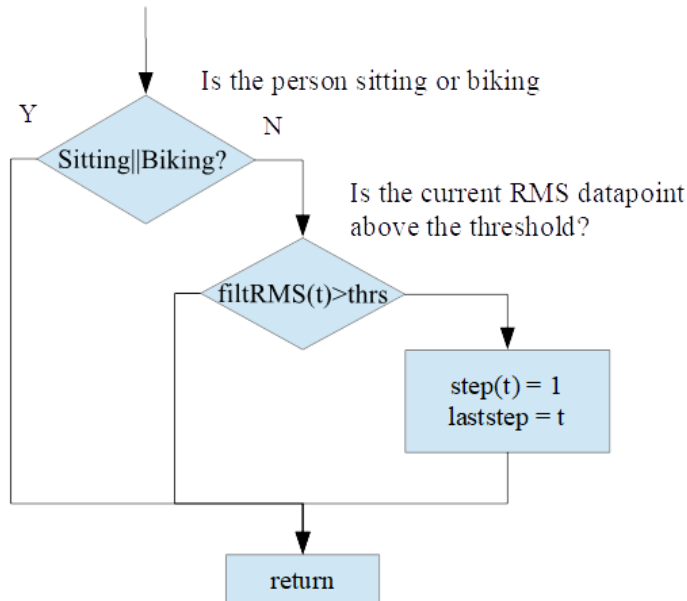 Is the person sitting or biking
Y
N
Sitting||Biking?
Is the current RMS datapoint
above the threshold?
filtRMS(t)>thrs
step(t) = 1
laststep = t
return